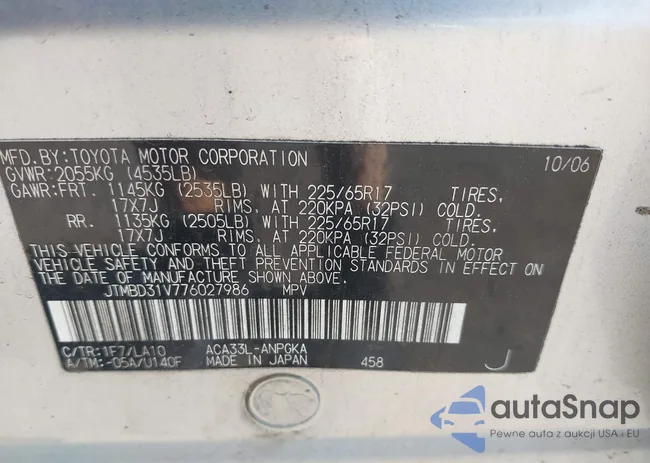 MFD.BY:TOYOTA MOTOR CORPORATION 10/06
GVWR:2055KG (4535LB)
GAWR:FRT. 1145KG (2535LB) WITH 225/65R17 TIRES,
17X7J RIMS, AT 220KPA (32PSI) COLD.
RR. 1135KG (2505LB) WITH 225/65R17 TIRES,
17X7J RIMS, AT 220KPA (32PSI) COLD.
THIS VEHICLE CONFORMS TO ALL APPLICABLE FEDERAL MOTOR
VEHICLE SAFETY AND THEFT PREVENTION STANDARDS IN EFFECT ON
THE DATE OF MANUFACTURE SHOWN ABOVE.
JTMBD31V776027986 MPV
C/TR:1F7/LA10 ACA33L-ANPGKA
A/TM:-05A/U140F MADE IN JAPAN 458 J
autaSnap
Pewne auta z aukcji USA i EU